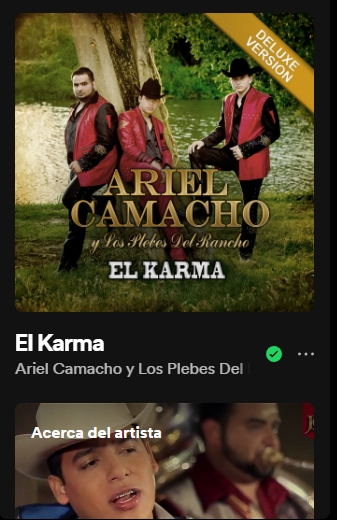 DELUXE
VERSION
ARIEL
CAMACHO
y Los Plebes Del Rancho
EL KARMA
El Karma
Ariel Camacho y Los Plebes Del
Acerca del artista